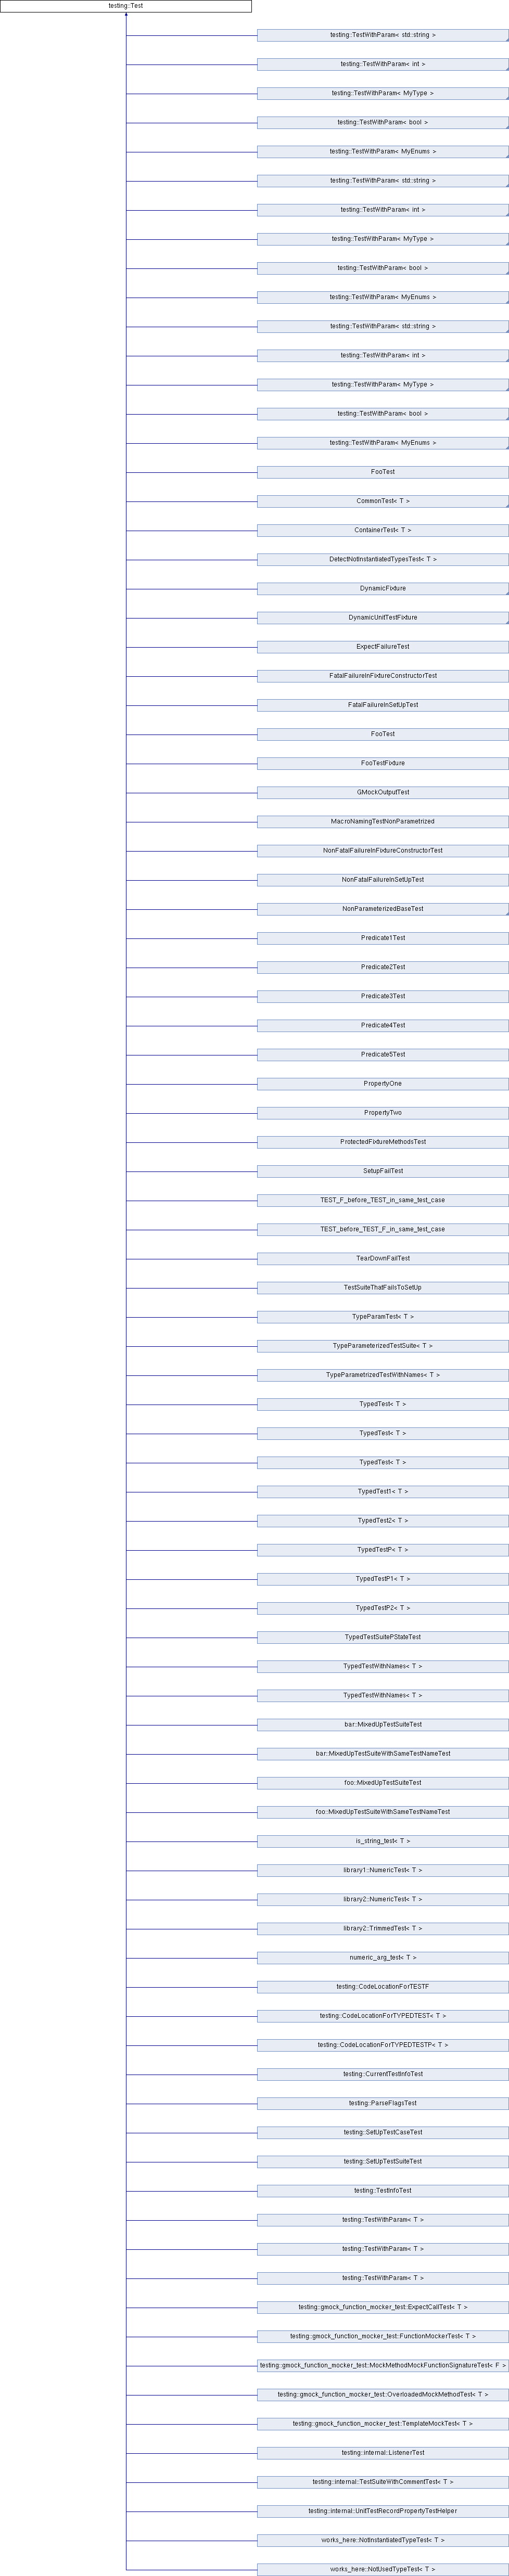 testing::Test
testing::TestWithParam< std::string >
testing::TestWithParam< int >
testing::TestWithParam< MyType >
testing::TestWithParam< bool >
testing::TestWithParam< MyEnums >
testing::TestWithParam< std::string >
testing::TestWithParam< int >
testing::TestWithParam< MyType >
testing::TestWithParam< bool >
testing::TestWithParam< MyEnums >
testing::TestWithParam< std::string >
testing::TestWithParam< int >
testing::TestWithParam< MyType >
testing::TestWithParam< bool >
testing::TestWithParam< MyEnums >
FooTest
CommonTest< T >
ContainerTest< T >
DetectNotInstantiatedTypesTest< T >
DynamicFixture
DynamicUnitTestFixture
ExpectFailureTest
FatalFailureInFixtureConstructorTest
FatalFailureInSetUpTest
FooTest
FooTestFixture
GMockOutputTest
MacroNamingTestNonParametrized
NonFatalFailureInFixtureConstructorTest
NonFatalFailureInSetUpTest
NonParameterizedBaseTest
Predicate1Test
Predicate2Test
Predicate3Test
Predicate4Test
Predicate5Test
PropertyOne
PropertyTwo
ProtectedFixtureMethodsTest
SetupFailTest
TEST_F_before_TEST_in_same_test_case
TEST_before_TEST_F_in_same_test_case
TearDownFailTest
TestSuiteThatFailsToSetUp
TypeParamTest< T >
TypeParameterizedTestSuite< T >
TypeParametrizedTestWithNames< T >
TypedTest< T >
TypedTest< T >
TypedTest< T >
TypedTest1< T >
TypedTest2< T >
TypedTestP< T >
TypedTestP1< T >
TypedTestP2< T >
TypedTestSuitePStateTest
TypedTestWithNames< T >
TypedTestWithNames< T >
bar::MixedUpTestSuiteTest
bar::MixedUpTestSuiteWithSameTestNameTest
foo::MixedUpTestSuiteTest
foo::MixedUpTestSuiteWithSameTestNameTest
is_string_test< T >
library1::NumericTest< T >
library2::NumericTest< T >
library2::TrimmedTest< T >
numeric_arg_test< T >
testing::CodeLocationForTESTF
testing::CodeLocationForTYPEDTEST< T >
testing::CodeLocationForTYPEDTESTP< T >
testing::CurrentTestInfoTest
testing::ParseFlagsTest
testing::SetUpTestCaseTest
testing::SetUpTestSuiteTest
testing::TestInfoTest
testing::TestWithParam< T >
testing::TestWithParam< T >
testing::TestWithParam< T >
testing::gmock_function_mocker_test::ExpectCallTest< T >
testing::gmock_function_mocker_test::FunctionMockerTest< T >
testing::gmock_function_mocker_test::MockMethodMockFunctionSignatureTest< F >
testing::gmock_function_mocker_test::OverloadedMockMethodTest< T >
testing::gmock_function_mocker_test::TemplateMockTest< T >
testing::internal::ListenerTest
testing::internal::TestSuiteWithCommentTest< T >
testing::internal::UnitTestRecordPropertyTestHelper
works_here::NotInstantiatedTypeTest< T >
works_here::NotUsedTypeTest< T >